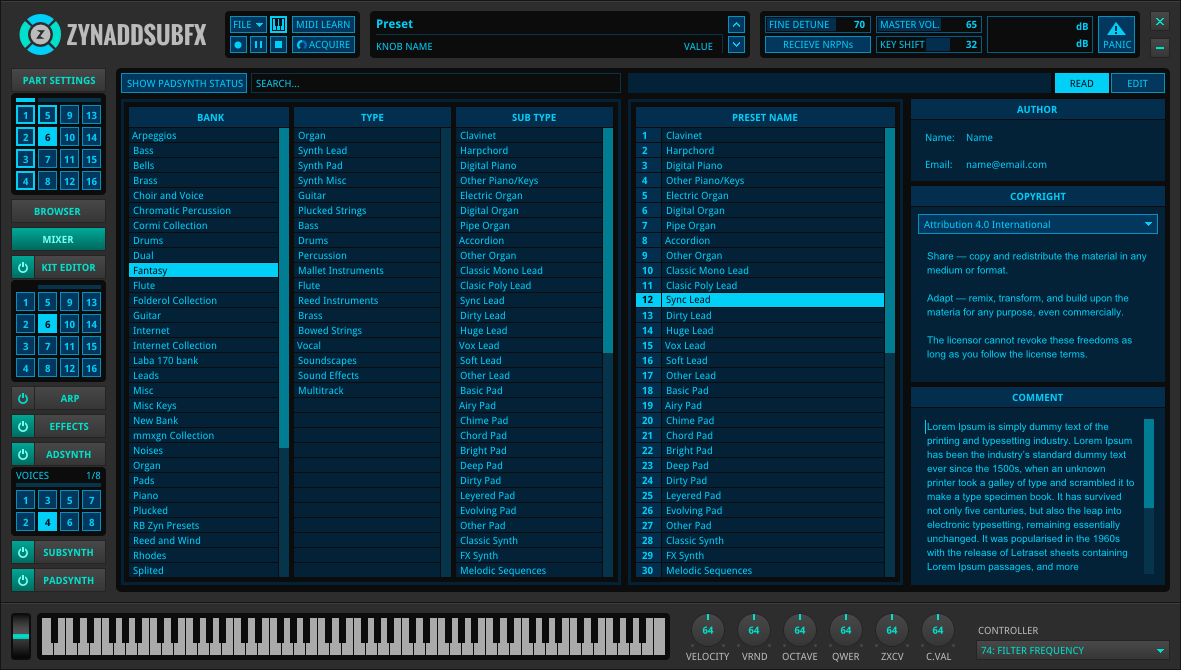 ZYNADDSUBFX
FILE
MIDI LEARN
ACQUIRE
Preset
KNOB NAME
VALUE
FINE DETUNE 70
MASTER VOL. 65
RECIEVE NRPNs
KEY SHIFT 32
dB
dB
PANIC
PART SETTINGS
1 5 9 13
2 6 10 14
3 7 11 15
4 8 12 16
BROWSER
MIXER
KIT EDITOR
1 5 9 13
2 6 10 14
3 7 11 15
4 8 12 16
ARP
EFFECTS
ADSYNTH
VOICES 1/8
1 3 5 7
2 4 6 8
SUBSYNTH
PADSYNTH
SHOW PADSYNTH STATUS
SEARCH...
READ
EDIT
BANK
Arpeggios
Bass
Bells
Brass
Choir and Voice
Chromatic Percussion
Cormi Collection
Drums
Dual
Fantasy
Flute
Folderol Collection
Guitar
Internet
Internet Collection
Laba 170 bank
Leads
Misc
Misc Keys
New Bank
mmxgn Collection
Noises
Organ
Pads
Piano
Plucked
RB Zyn Presets
Reed and Wind
Rhodes
Splited
TYPE
Organ
Synth Lead
Synth Pad
Synth Misc
Guitar
Plucked Strings
Bass
Drums
Percussion
Mallet Instruments
Flute
Reed Instruments
Brass
Bowed Strings
Vocal
Soundscapes
Sound Effects
Multitrack
SUB TYPE
Clavinet
Harpchord
Digital Piano
Other Piano/Keys
Electric Organ
Digital Organ
Pipe Organ
Accordion
Other Organ
Classic Mono Lead
Clasic Poly Lead
Sync Lead
Dirty Lead
Huge Lead
Vox Lead
Soft Lead
Other Lead
Basic Pad
Airy Pad
Chime Pad
Chord Pad
Bright Pad
Deep Pad
Dirty Pad
Leyered Pad
Evolving Pad
Other Pad
Classic Synth
FX Synth
Melodic Sequences
PRESET NAME
1 Clavinet
2 Harpchord
3 Digital Piano
4 Other Piano/Keys
5 Electric Organ
6 Digital Organ
7 Pipe Organ
8 Accordion
9 Other Organ
10 Classic Mono Lead
11 Clasic Poly Lead
12 Sync Lead
13 Dirty Lead
14 Huge Lead
15 Vox Lead
16 Soft Lead
17 Other Lead
18 Basic Pad
19 Airy Pad
20 Chime Pad
21 Chord Pad
22 Bright Pad
23 Deep Pad
24 Dirty Pad
25 Leyered Pad
26 Evolving Pad
27 Other Pad
28 Classic Synth
29 FX Synth
30 Melodic Sequences
AUTHOR
Name: Name
Email: name@email.com
COPYRIGHT
Attribution 4.0 International
Share — copy and redistribute the material in any
medium or format.
Adapt — remix, transform, and build upon the
materia for any purpose, even commercially.
The licensor cannot revoke these freedoms as
long as you follow the license terms.
COMMENT
Lorem Ipsum is simply dummy text of the
printing and typesetting industry. Lorem Ipsum
has been the industry's standard dummy text
ever since the 1500s, when an unknown
printer took a galley of type and scrambled it to
make a type specimen book. It has survived
not only five centuries, but also the leap into
electronic typesetting, remaining essentially
unchanged. It was popularised in the 1960s
with the release of Letraset sheets containing
Lorem Ipsum passages, and more
64 64 64 64 64 64
VELOCITY VRND OCTAVE QWER ZXCV C.VAL
CONTROLLER
74: FILTER FREQUENCY